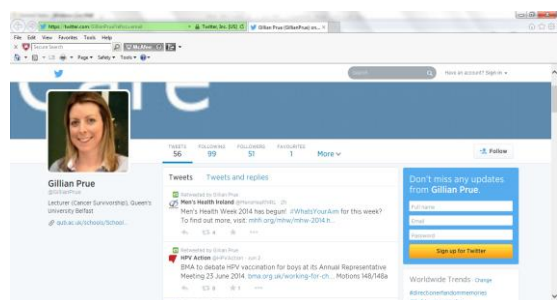 https://twitter.com/GillianPrue
Twitter, Inc. [US]
Gillian Prue (GillianPrue) on...
File Edit View Favorites Tools Help
Secure Search
McAfee
Page Safety Tools
care
Search
Have an account? Sign in
TWEETS FOLLOWING FOLLOWERS FAVOURITES
56 99 51 1 More
Follow
Gillian Prue
@GillianPrue
Lecturer (Cancer Survivorship), Queen's
University Belfast
qub.ac.uk/schools/School...
Tweets Tweets and replies
Retweeted by Gillian Prue
Men's Health Ireland
Men's Health Week 2014 has begun! #WhatsYourAim for this week?
To find out more, visit: mhfi.org/mhw/mhw-2014.h...
Retweeted by Gillian Prue
HPV Action @HPVAction
BMA to debate HPV vaccination for boys at its Annual Representative
Meeting 23 June 2014. bma.org.uk/working-for-ch... Motions 148/148a
Don't miss any updates
from Gillian Prue.
Full name
Email
Password
Sign up for Twitter
Worldwide Trends · Change
#directionerfandommemories